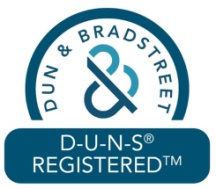 DUN & BRADSTREET
D-U-N-S®
REGISTERED™